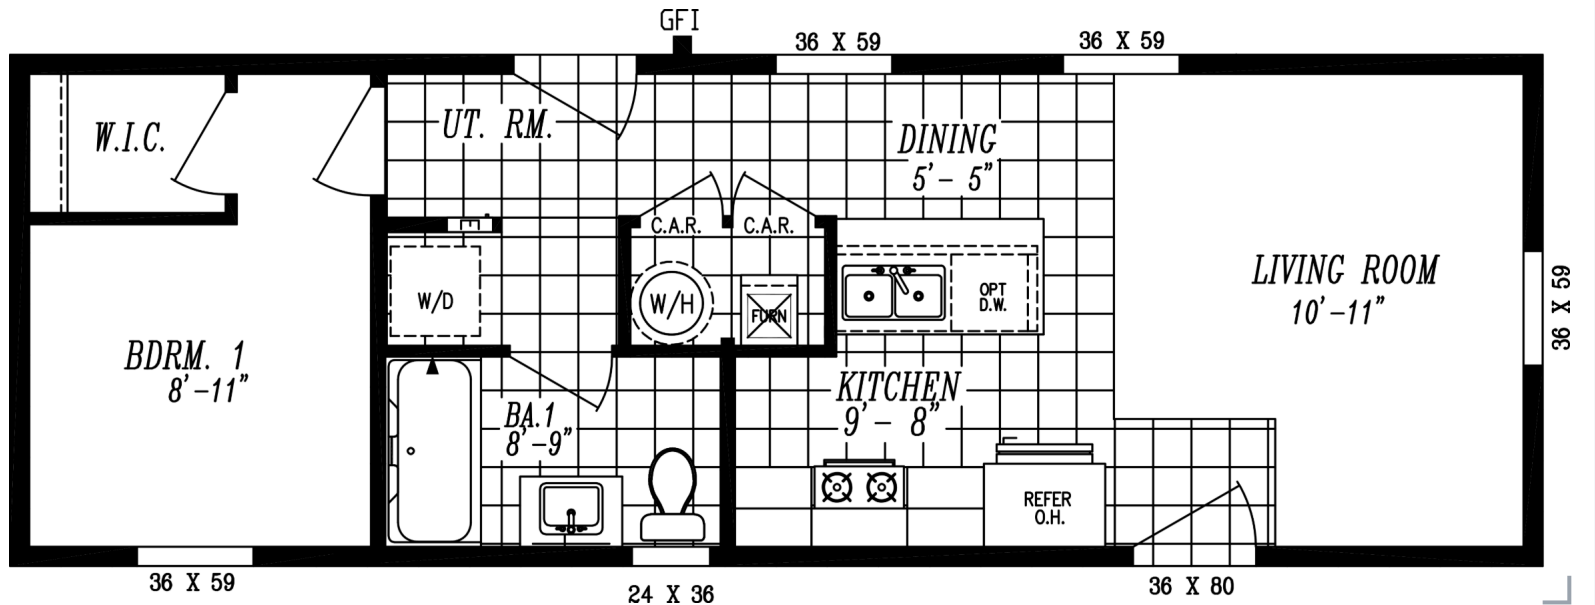 GFI
36 X 59
36 X 59
W.I.C.
UT. RM.
DINING
5'- 5"
C.A.R.
C.A.R.
W/D
W/H
FURN
OPT
D.W.
LIVING ROOM
10'-11"
36 X 59
BDRM. 1
8'-11"
BA.1
8'-9"
KITCHEN
9' - 8"
REFER
O.H.
36 X 59
24 X 36
36 X 80